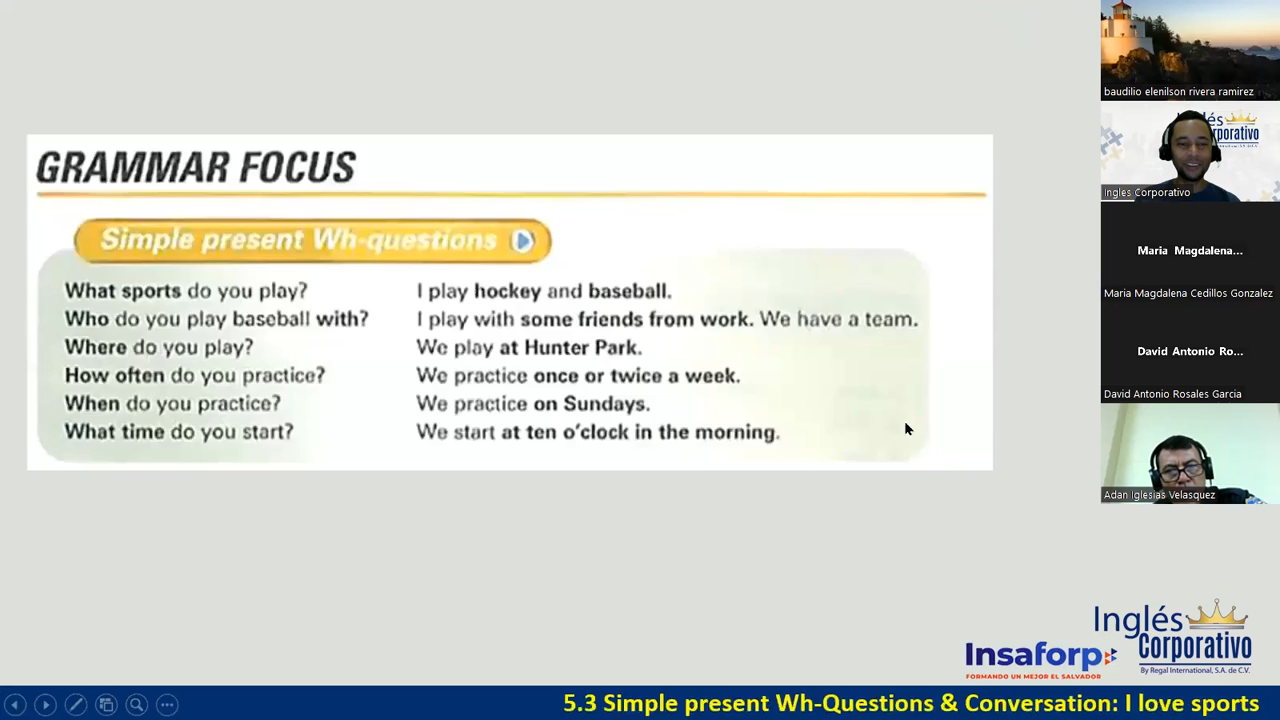 GRAMMAR FOCUS
Simple present Wh-questions
What sports do you play? I play hockey and baseball.
Who do you play baseball with? I play with some friends from work. We have a team.
Where do you play? We play at Hunter Park.
How often do you practice? We practice once or twice a week.
When do you practice? We practice on Sundays.
What time do you start? We start at ten o'clock in the morning.
baudilio elenilson rivera ramirez
Inglés
Corporativo
Ingles Corporativo
Maria Magdalena...
Maria Magdalena Cedillos Gonzalez
David Antonio Ro...
David Antonio Rosales Garcia
Adan Iglesias Velasquez
Inglés
Corporativo
By Regal International, S.A. de C.V.
Insaforp
FORMANDO UN MEJOR EL SALVADOR
5.3 Simple present Wh-Questions & Conversation: I love sports